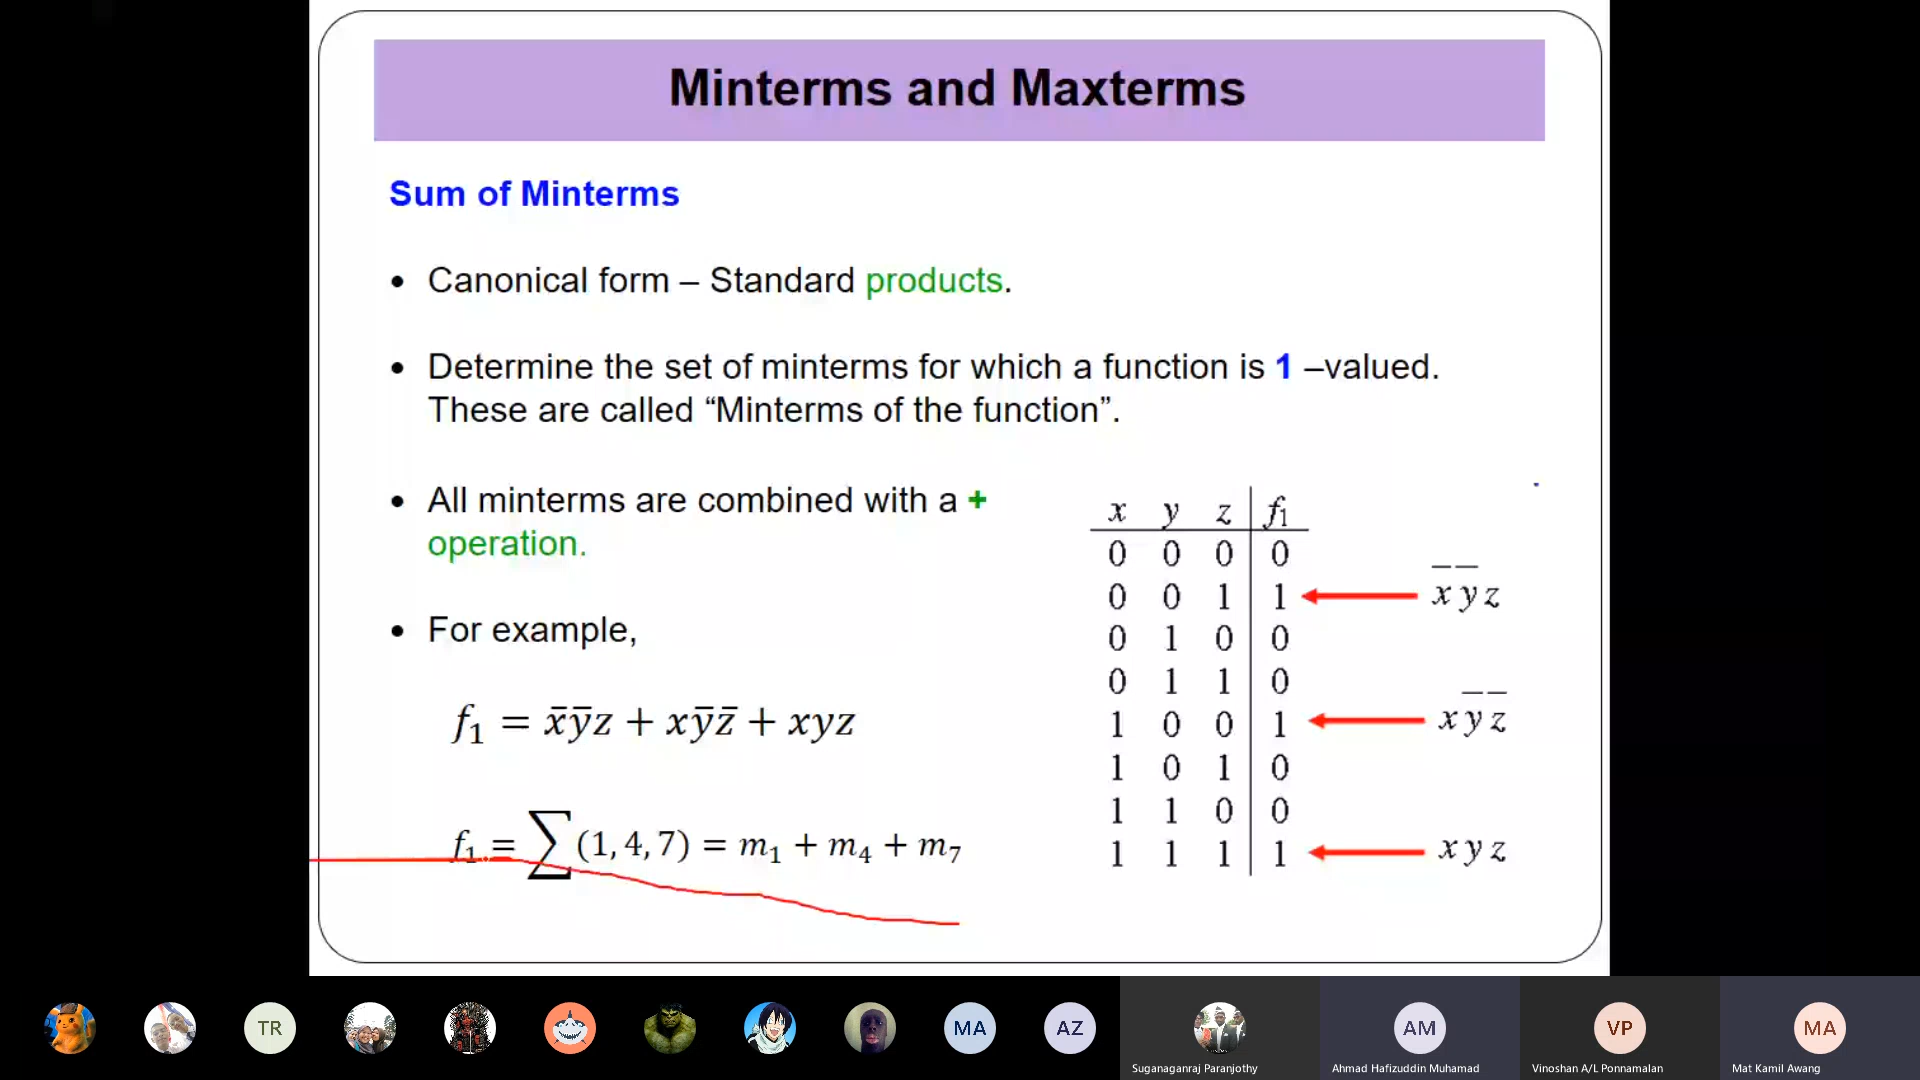 Minterms and Maxterms
Sum of Minterms
• Canonical form – Standard products.
• Determine the set of minterms for which a function is 1 –valued.
These are called “Minterms of the function”.
• All minterms are combined with a +
operation.
• For example,
f₁ = x̄ȳz + xȳz̄ + xyz
f₁ = ∑(1, 4, 7) = m₁ + m₄ + m₇
x y z f₁
0 0 0 0
0 0 1 1 x̄ ȳ z
0 1 0 0
0 1 1 0
1 0 0 1 x ȳ z̄
1 0 1 0
1 1 0 0
1 1 1 1 x y z
TR
MA
AZ
AM
VP
MA
Suganaganraj Paranjothy
Ahmad Hafizuddin Muhamad
Vinoshan A/L Ponnamalan
Mat Kamil Awang